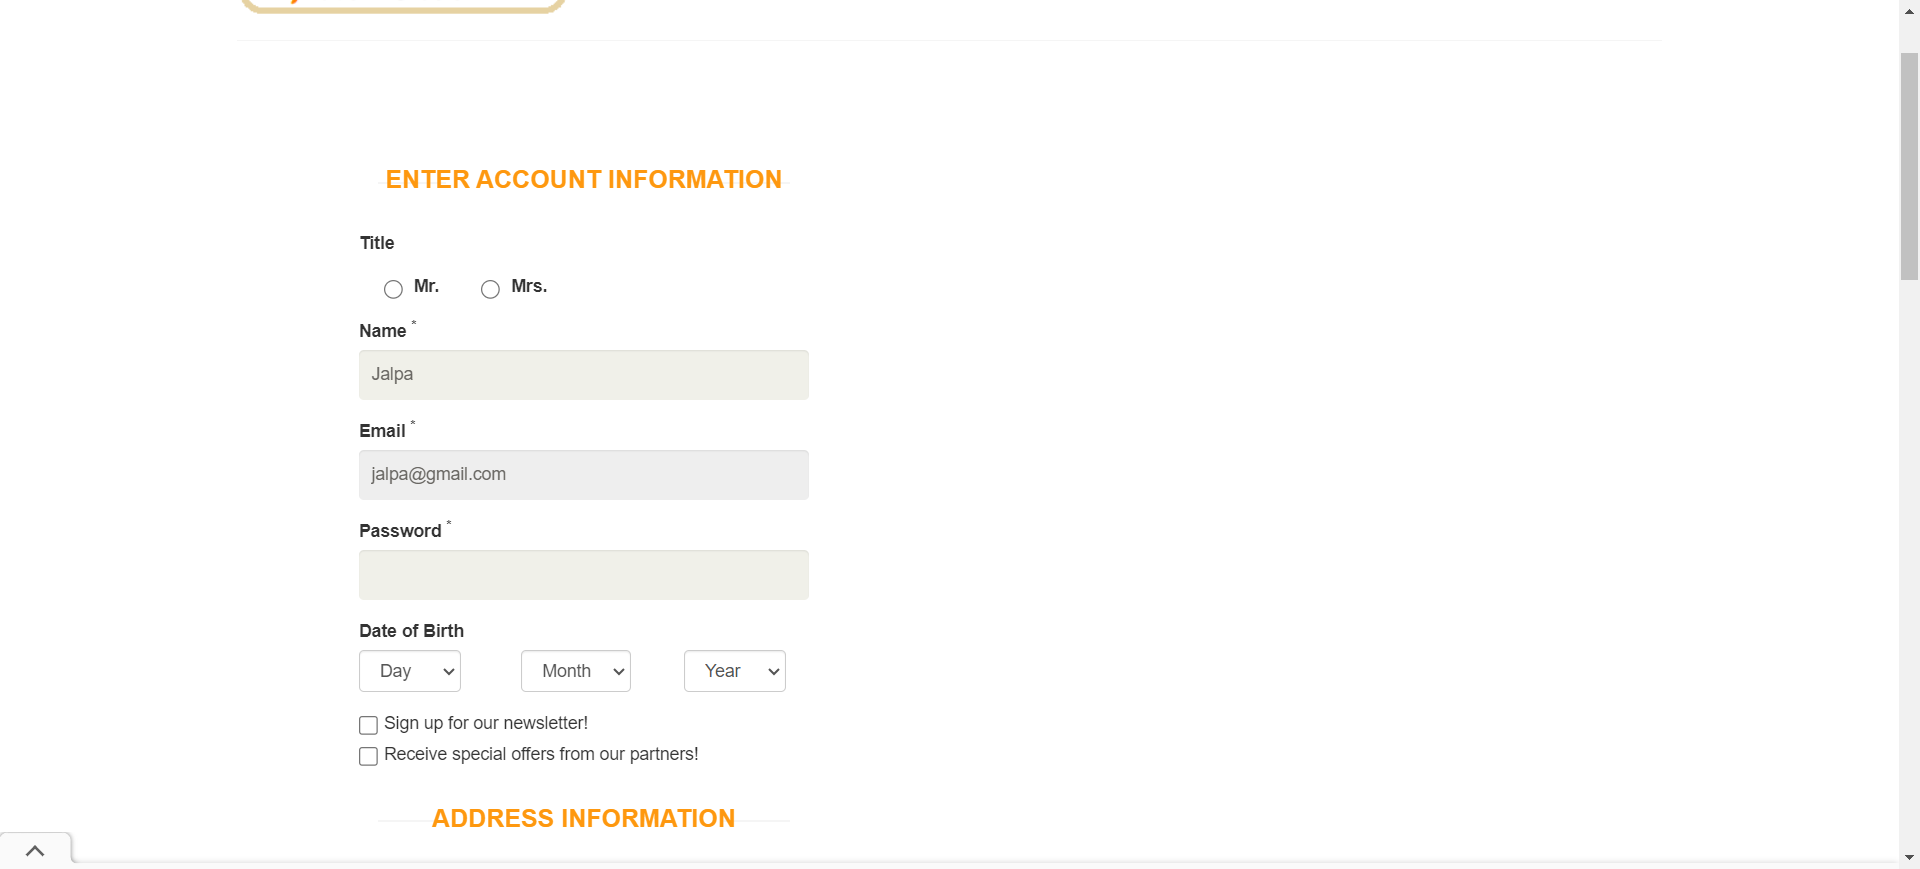 ENTER ACCOUNT INFORMATION
Title
Mr. Mrs.
Name *
Jalpa
Email *
jalpa@gmail.com
Password *
Date of Birth
Day Month Year
Sign up for our newsletter!
Receive special offers from our partners!
ADDRESS INFORMATION